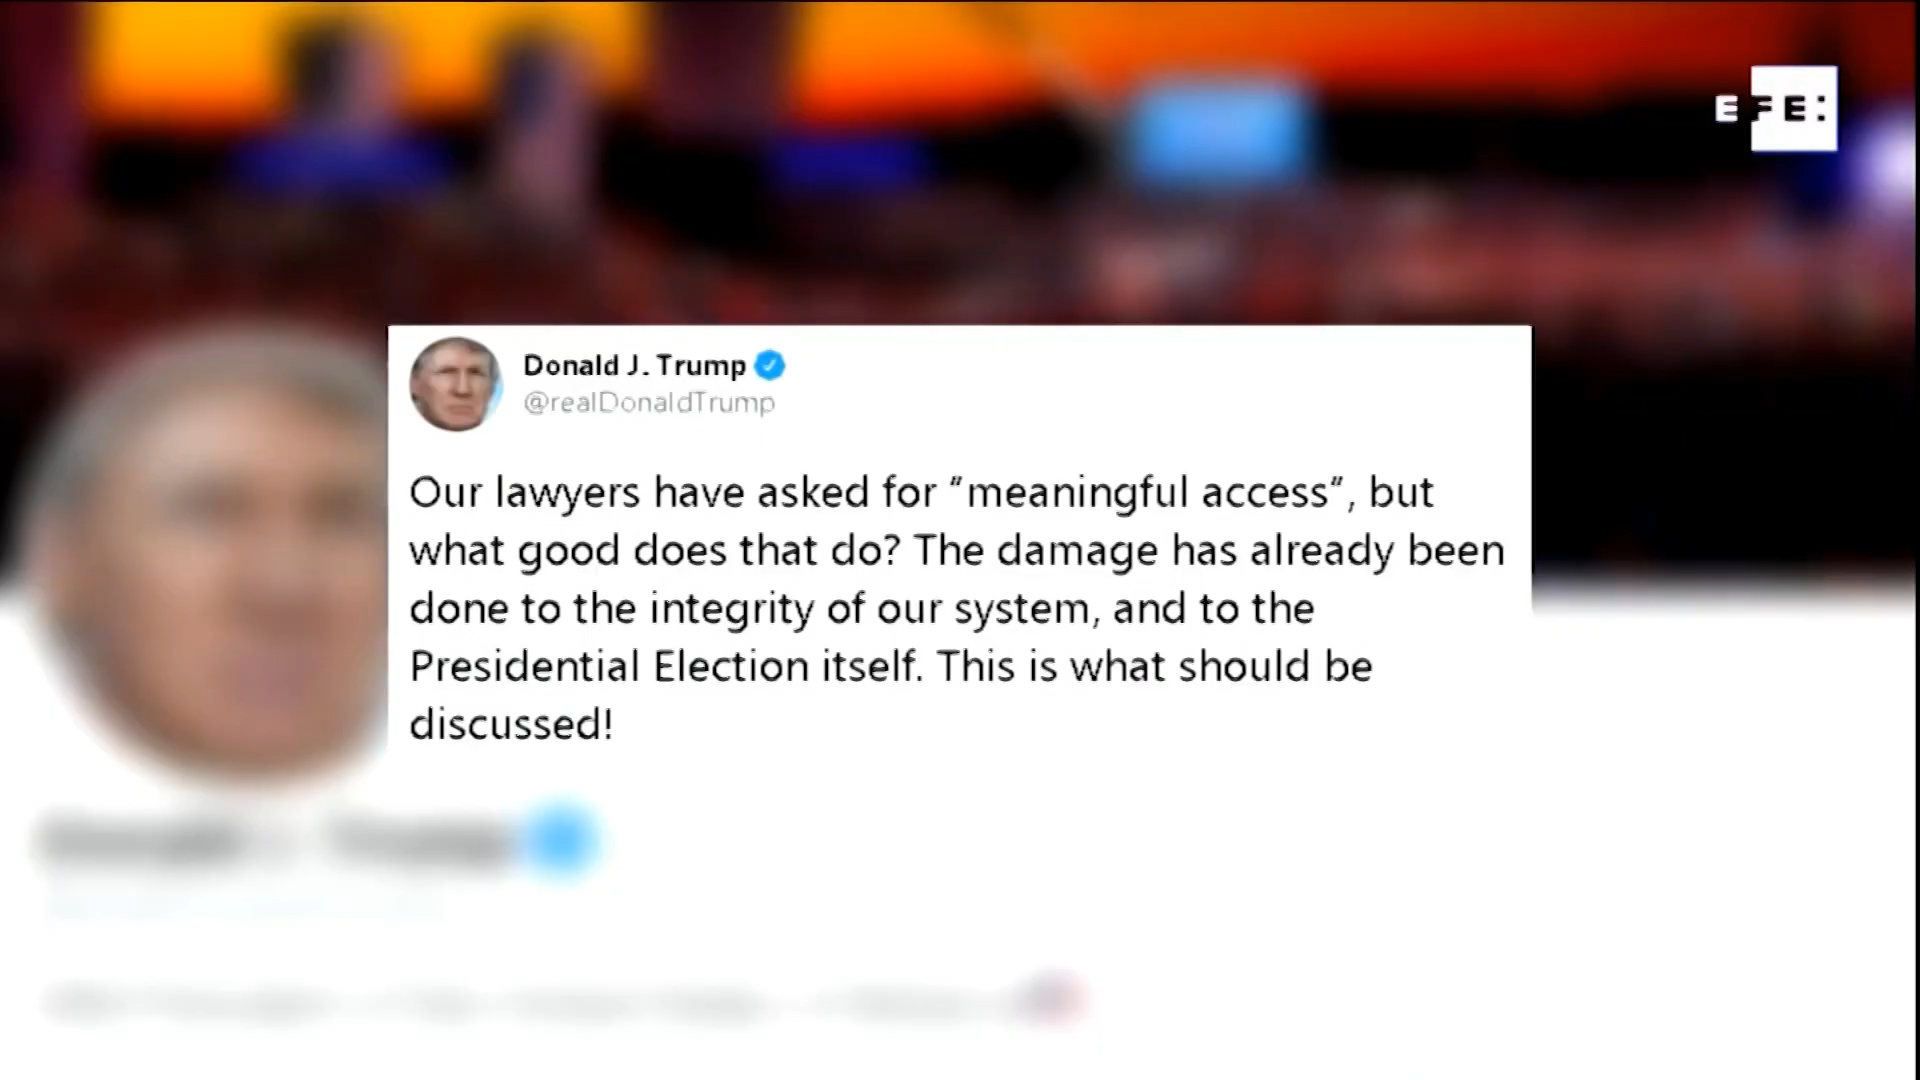 EFE:
Donald J. Trump
@realDonaldTrump
Our lawyers have asked for "meaningful access", but
what good does that do? The damage has already been
done to the integrity of our system, and to the
Presidential Election itself. This is what should be
discussed!